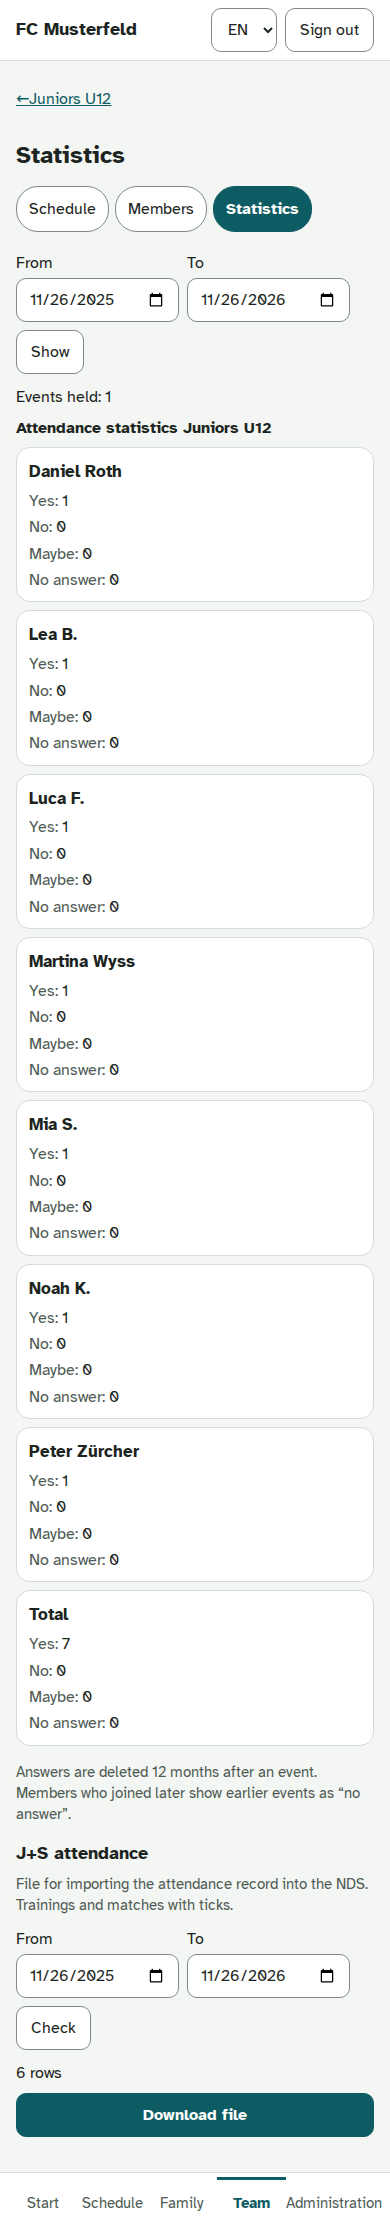 FC Musterfeld
EN
Sign out
←Juniors U12
Statistics
Schedule
Members
Statistics
From
To
11/26/2025
11/26/2026
Show
Events held: 1
Attendance statistics Juniors U12
Daniel Roth
Yes: 1
No: 0
Maybe: 0
No answer: 0
Lea B.
Yes: 1
No: 0
Maybe: 0
No answer: 0
Luca F.
Yes: 1
No: 0
Maybe: 0
No answer: 0
Martina Wyss
Yes: 1
No: 0
Maybe: 0
No answer: 0
Mia S.
Yes: 1
No: 0
Maybe: 0
No answer: 0
Noah K.
Yes: 1
No: 0
Maybe: 0
No answer: 0
Peter Zürcher
Yes: 1
No: 0
Maybe: 0
No answer: 0
Total
Yes: 7
No: 0
Maybe: 0
No answer: 0
Answers are deleted 12 months after an event.
Members who joined later show earlier events as “no
answer”.
J+S attendance
File for importing the attendance record into the NDS.
Trainings and matches with ticks.
From
To
11/26/2025
11/26/2026
Check
6 rows
Download file
Start
Schedule
Family
Team
Administration